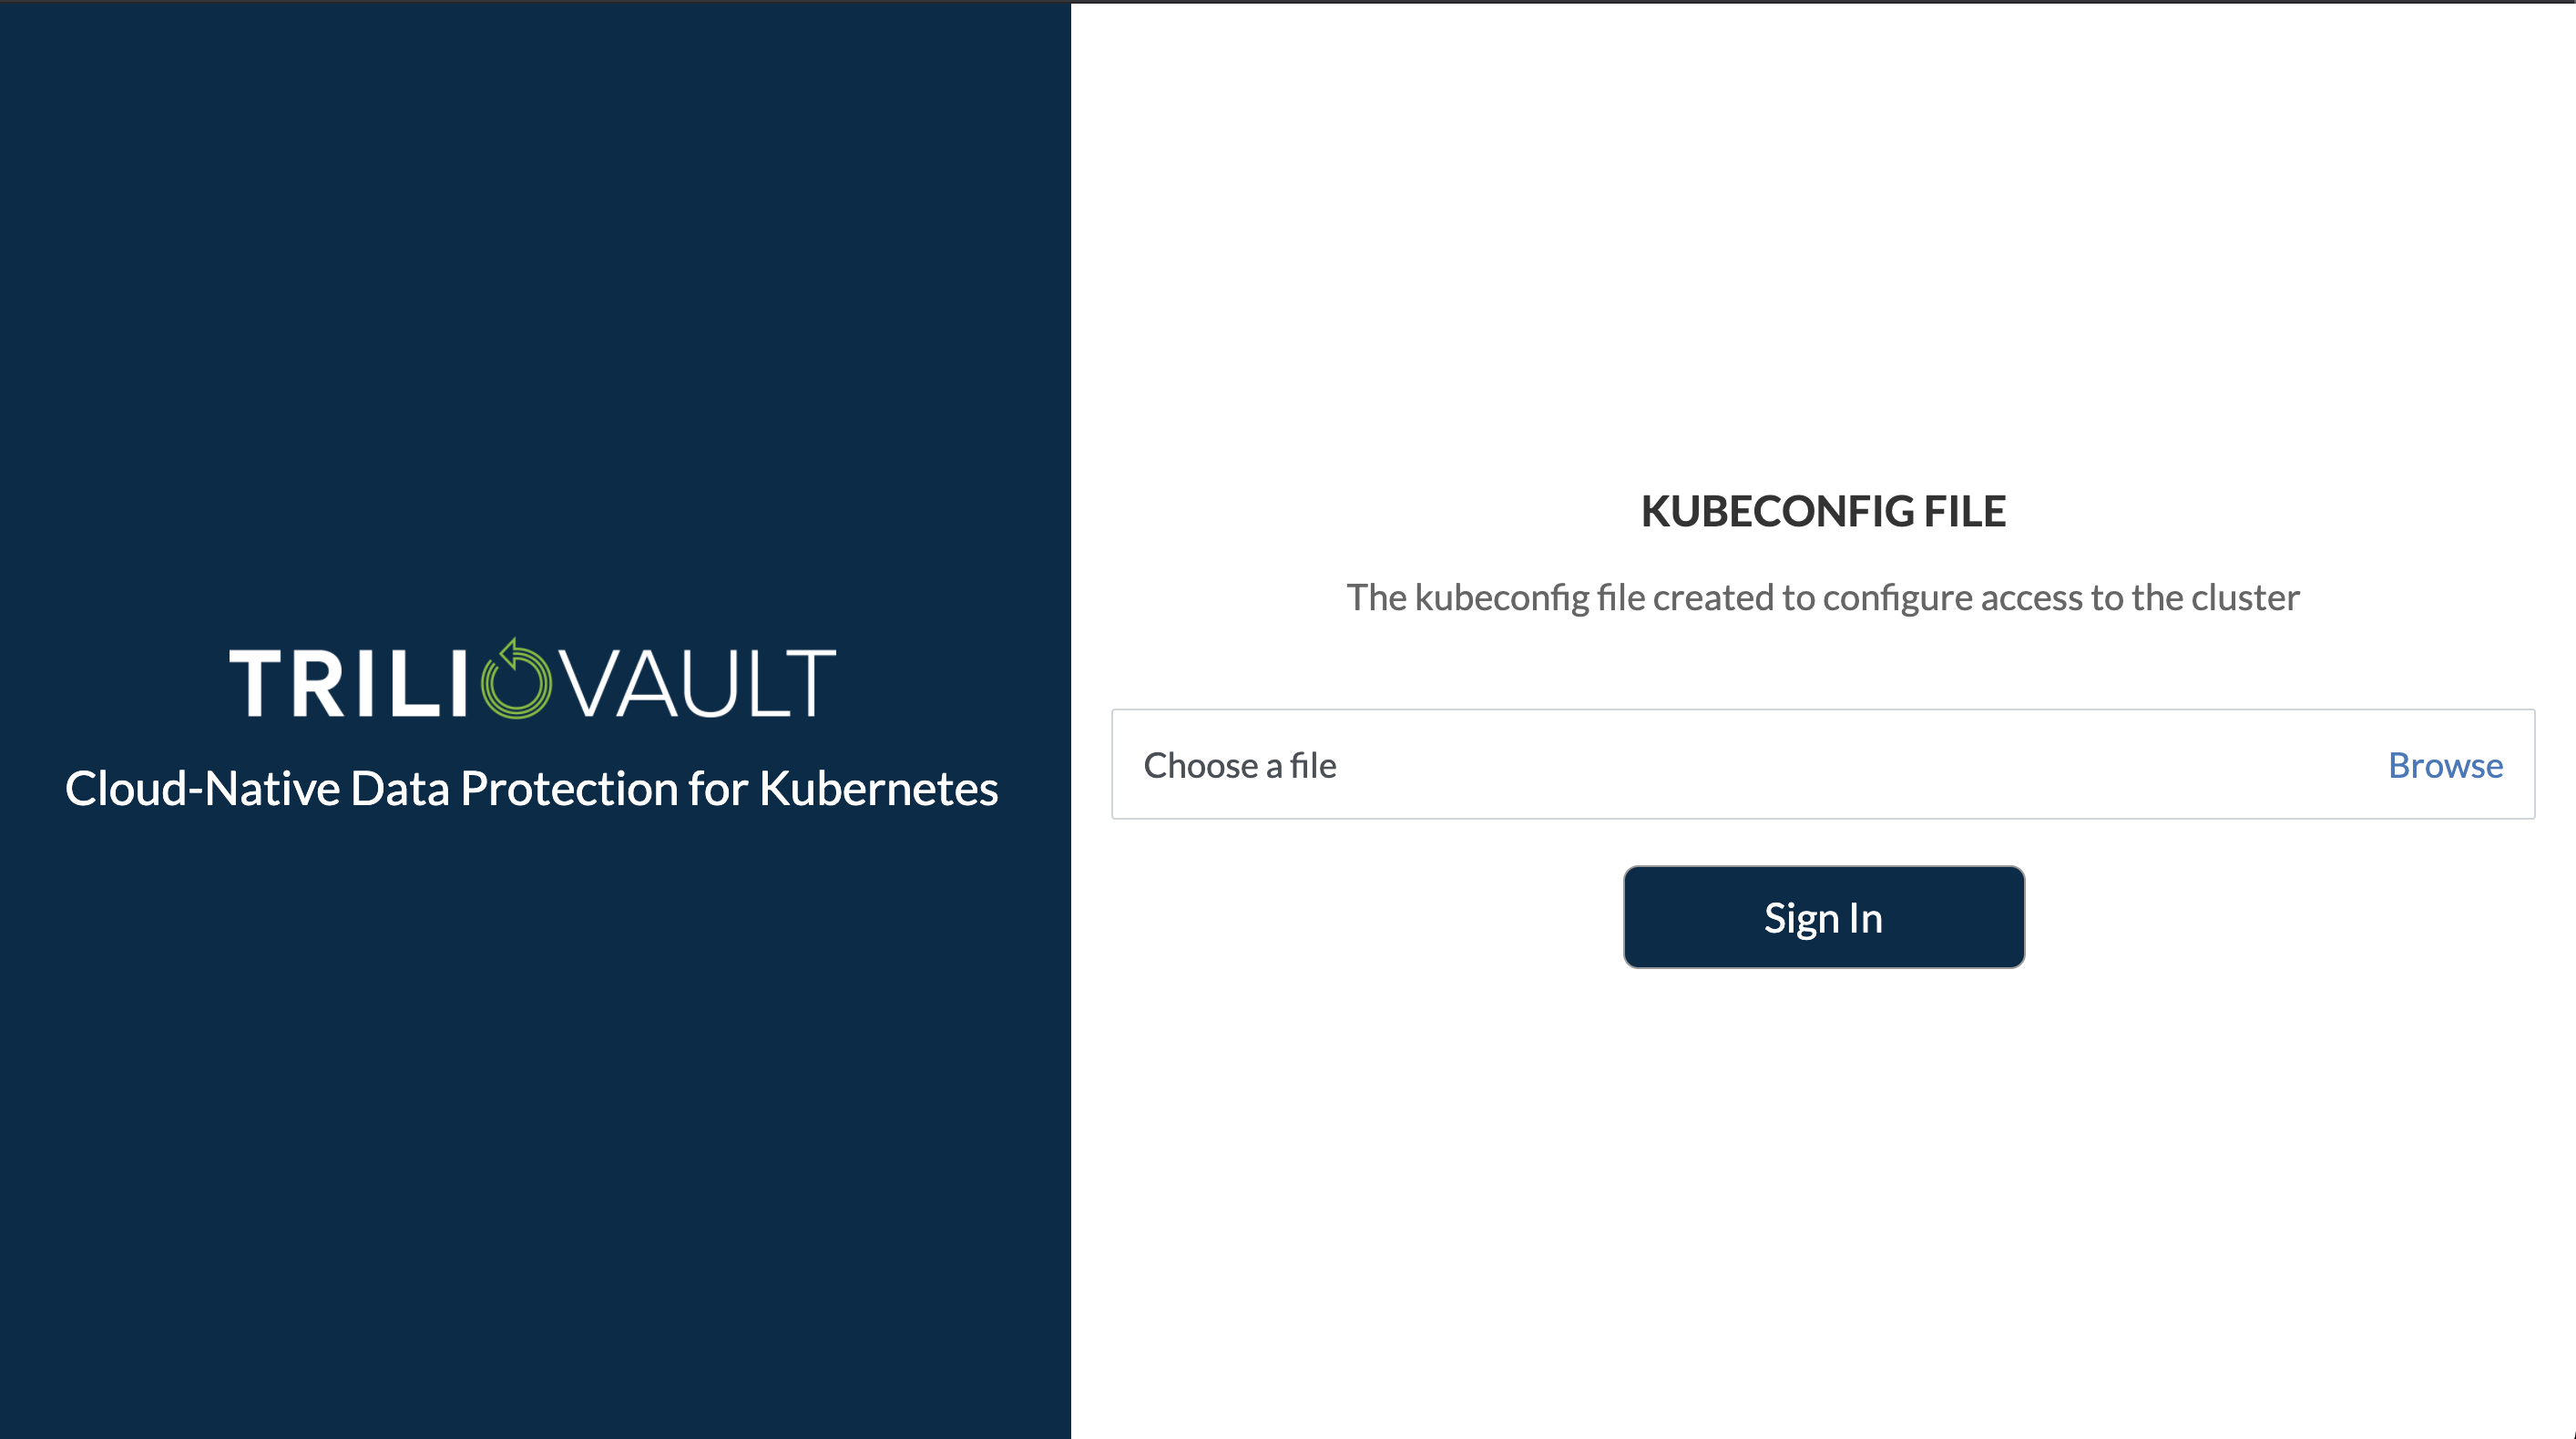 TRILIOVAULT
Cloud-Native Data Protection for Kubernetes
KUBECONFIG FILE
The kubeconfig file created to configure access to the cluster
Choose a file
Browse
Sign In